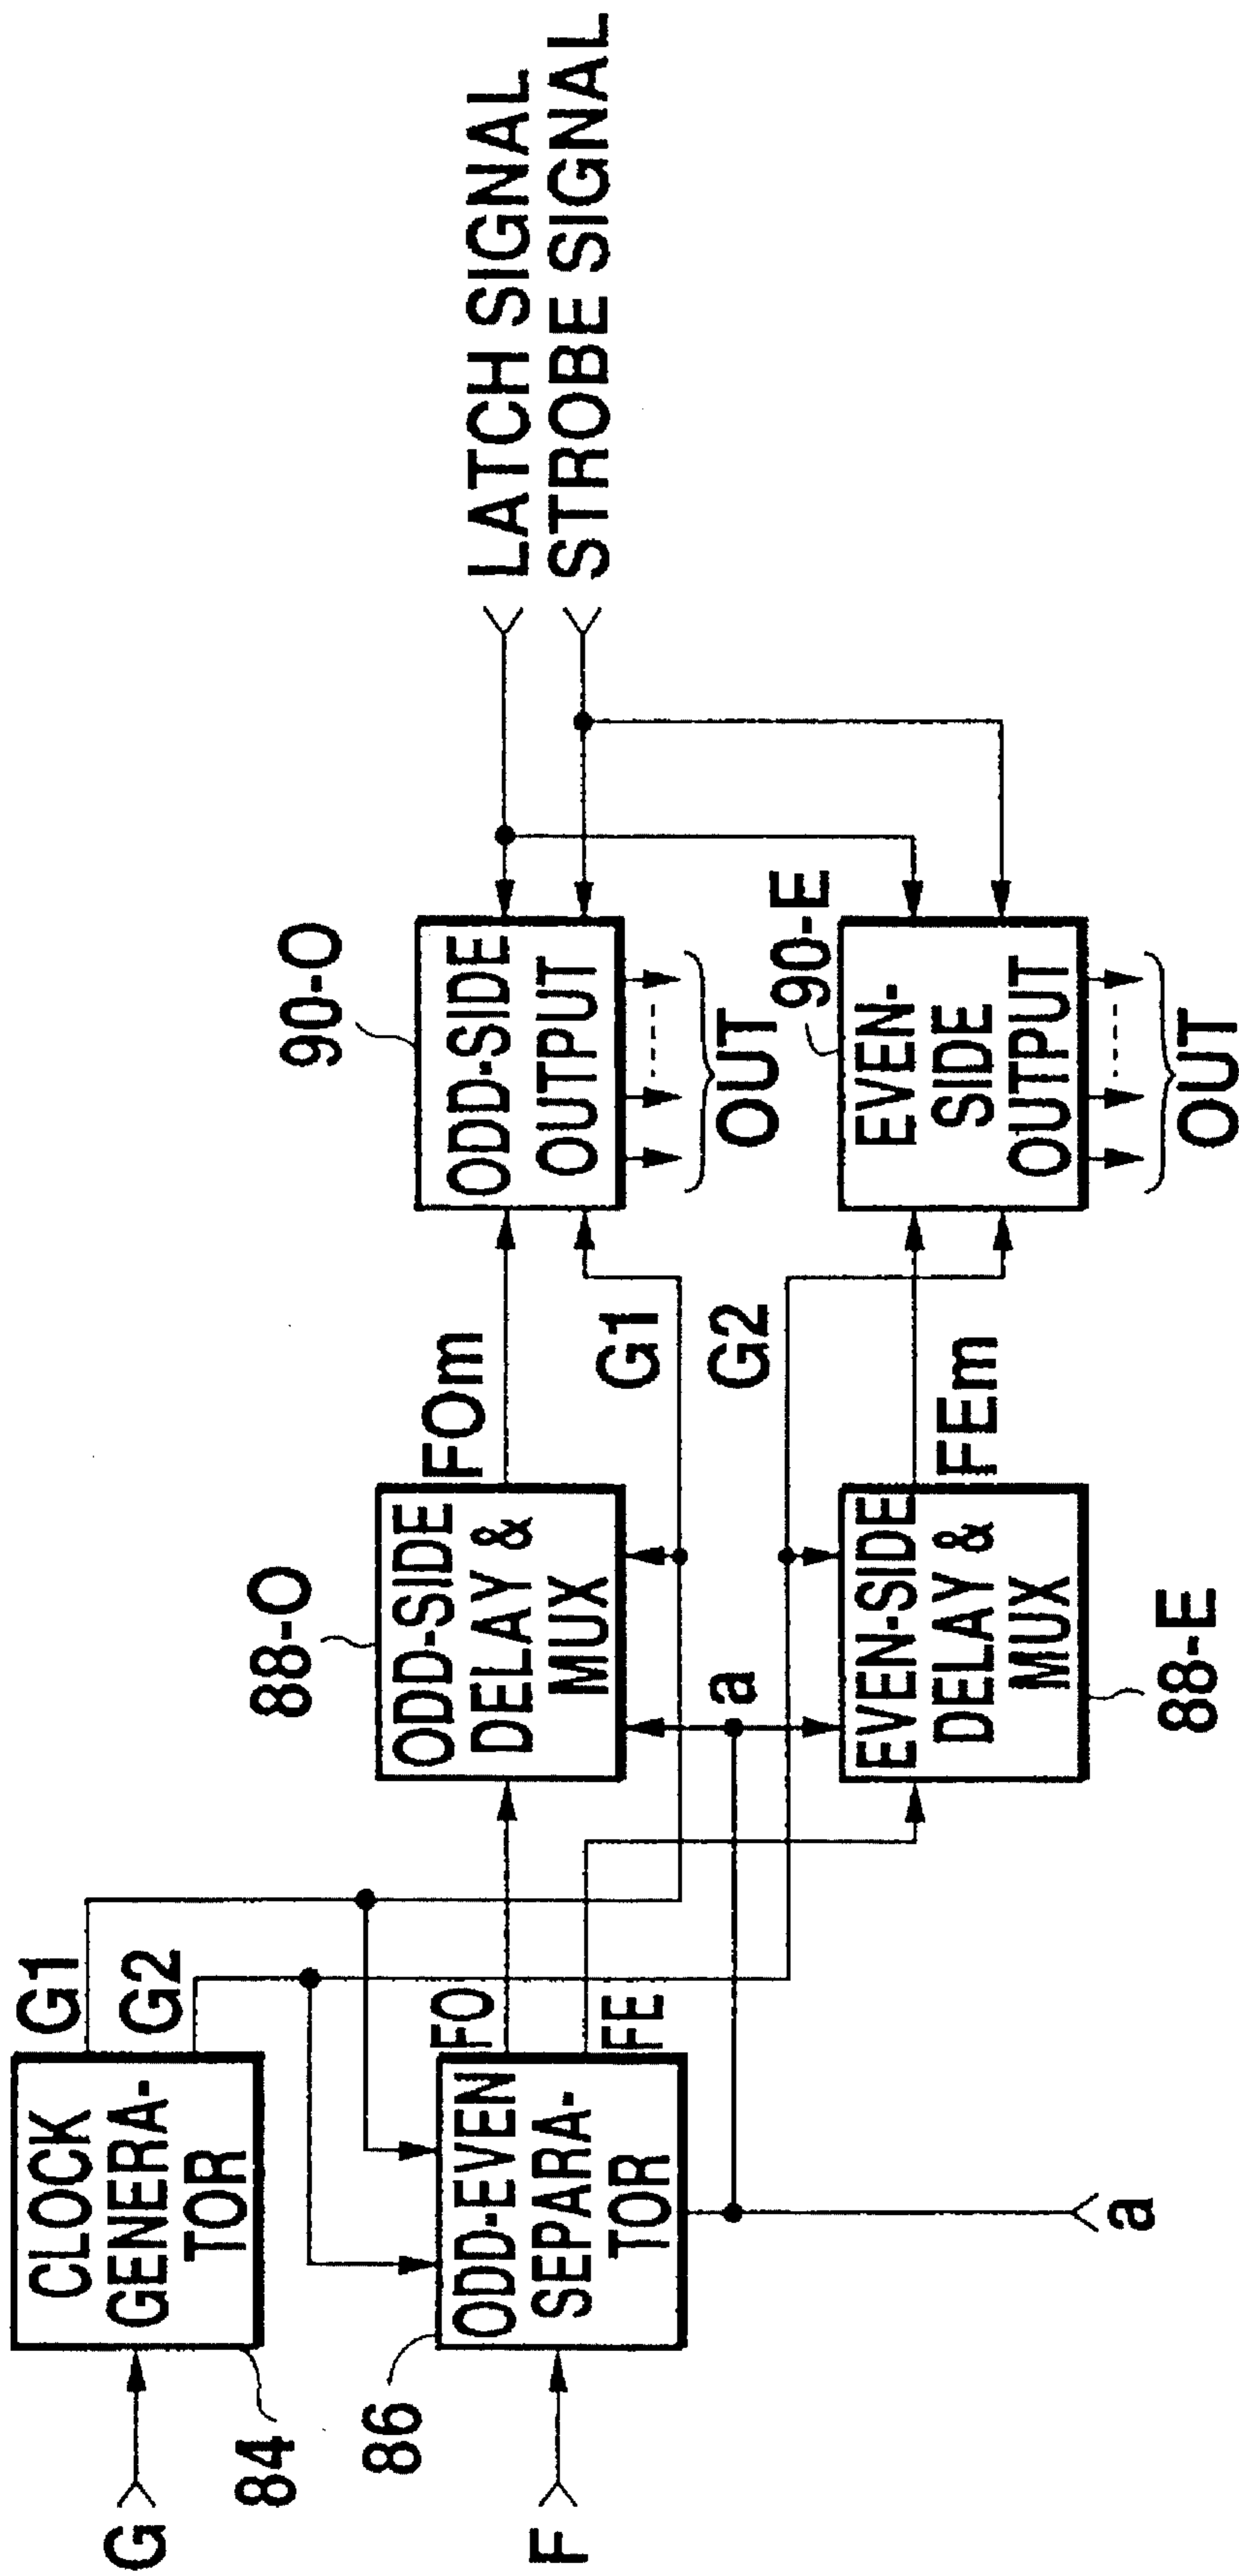 G
CLOCK
GENERA-
TOR
84
G1
G2
F
ODD-EVEN
SEPARA-
TOR
86
FO
FE
a
88-O
ODD-SIDE
DELAY &
MUX
FOm
a
EVEN-SIDE
DELAY &
MUX
88-E
FEm
G1
G2
90-O
ODD-SIDE
OUTPUT
OUT
90-E
EVEN-
SIDE
OUTPUT
OUT
LATCH SIGNAL
STROBE SIGNAL